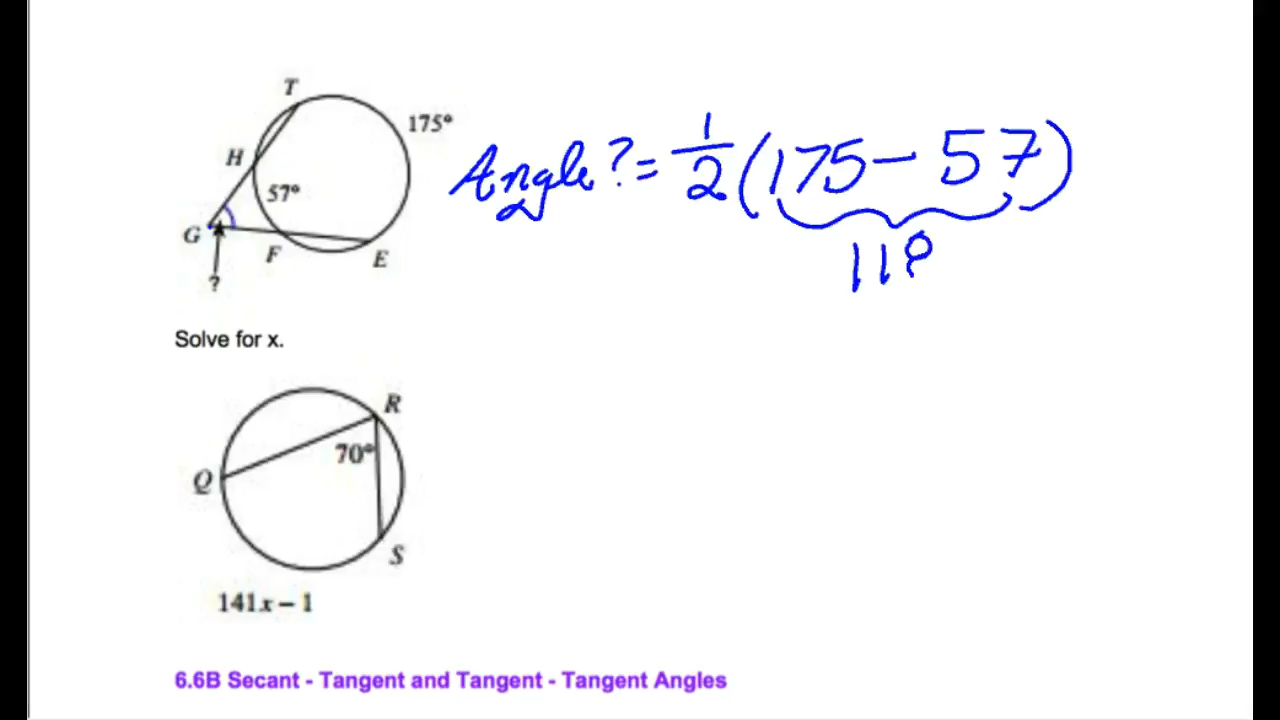 T
175°
H
57°
G
F
E
?
Angle? = 1/2 (175 - 57)
118
Solve for x.
R
70°
Q
S
141x – 1
6.6B Secant - Tangent and Tangent - Tangent Angles